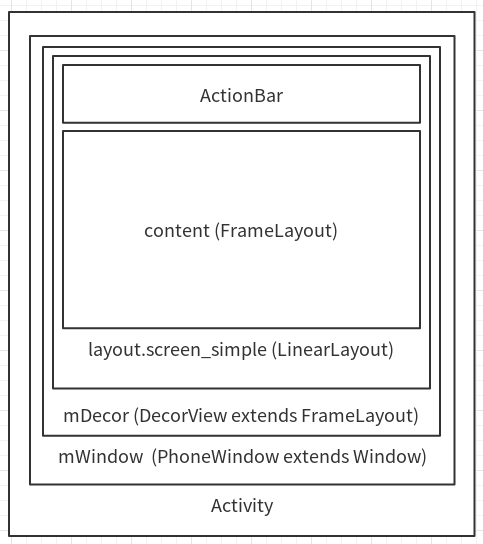 ActionBar
content (FrameLayout)
layout.screen_simple (LinearLayout)
mDecor (DecorView extends FrameLayout)
mWindow  (PhoneWindow extends Window)
Activity